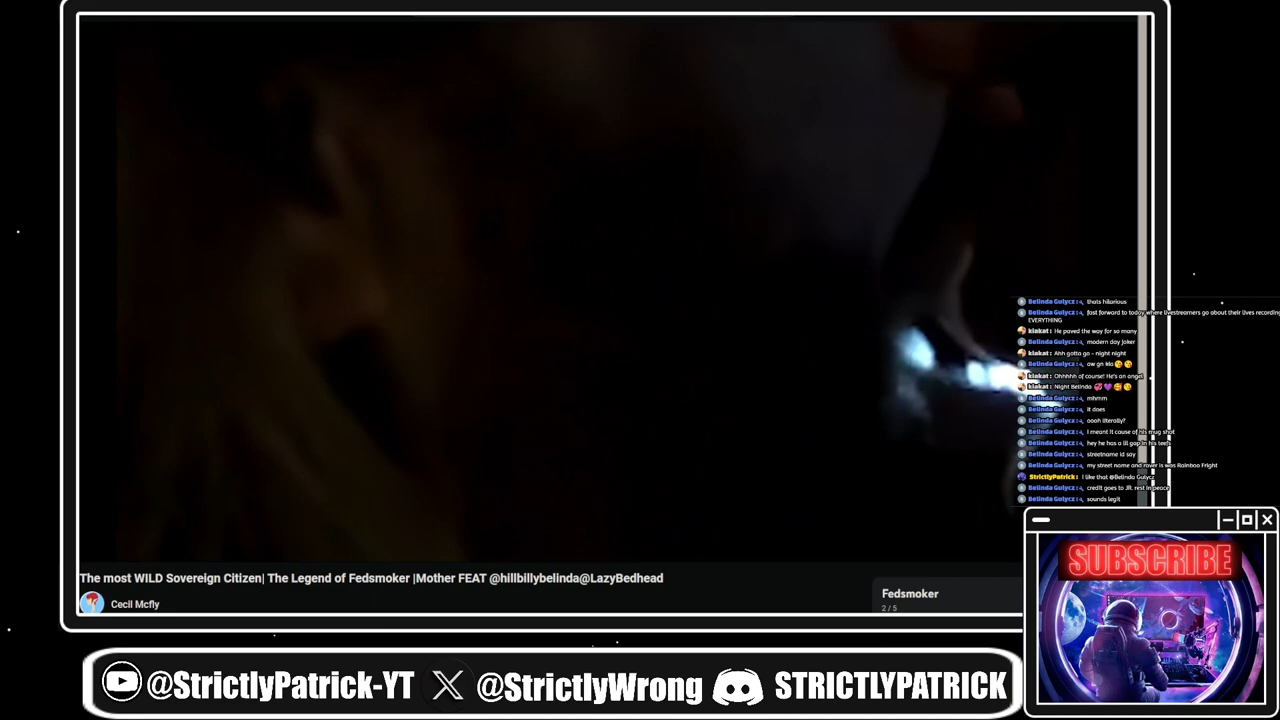 Belinda Gulycz : thats hilarious
Belinda Gulycz : fast forward to today where livestreamers go about their lives recording
EVERYTHING
klakat : He paved the way for so many
Belinda Gulycz : modern day joker
klakat : Ahh gotta go - night night
Belinda Gulycz : aw gn kla😘😘
klakat : Ohhhhh of course! He's an angel
klakat : Night Belinda 💞💜🥰😘
Belinda Gulycz : mhmm
Belinda Gulycz : it does
Belinda Gulycz : oooh literally?
Belinda Gulycz : I meant it cause of his mug shot
Belinda Gulycz : hey he has a lil gap in his teeth
Belinda Gulycz : streetname id say
Belinda Gulycz : my street name and raver is was Rainboo Fright
StrictlyPatrick : I like that @Belinda Gulycz
Belinda Gulycz : credit goes to JR. rest in peace
Belinda Gulycz : sounds legit
The most WILD Sovereign Citizen| The Legend of Fedsmoker |Mother FEAT @hillbillybelinda@LazyBedhead
Cecil Mcfly
Fedsmoker
2 / 5
SUBSCRIBE
@StrictlyPatrick-YT @StrictlyWrong STRICTLYPATRICK